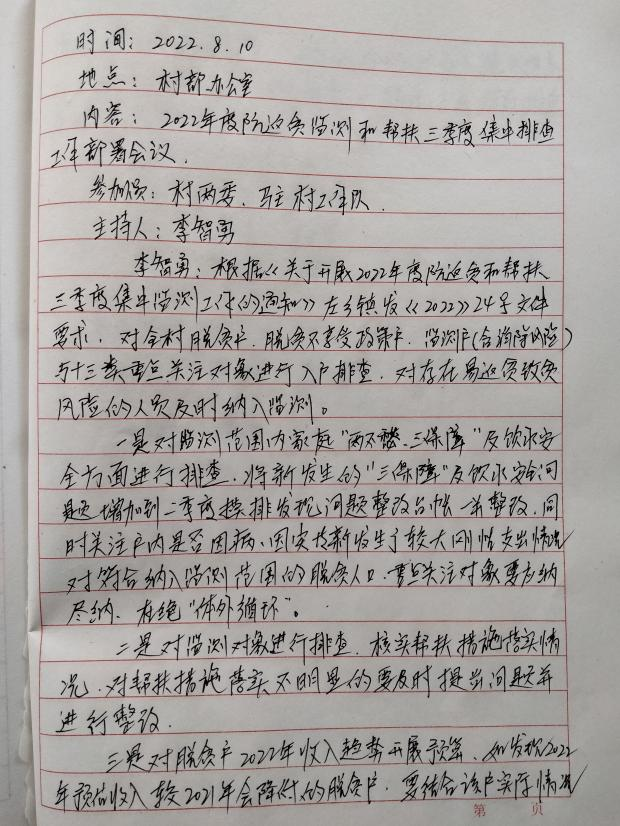 时间：2022.8.10
地点：村部办公室
内容：2022年度防返贫监测和帮扶三季度集中排查
工作部署会议.
参加员：村两委、驻村工作队.
主持人：李智勇
李智勇：根据《关于开展2022年度防返贫和帮扶
三季度集中监测工作的通知》左乡镇发《2022》24号文件
要求，对全村脱贫户、脱贫不享受政策户、监测户(含消除风险)
与十三类重点关注对象进行入户排查，对存在易返贫致贫
风险的人员及时纳入监测。
一是对监测范围内家庭"两不愁、三保障"及饮水安
全方面进行排查，将新发生的"三保障"及饮水安全问
题增加到二季度摸排发现问题整改台帐一并整改，同
时关注户内是否因病、因灾及新发生了较大刚性支出情况
对符合纳入监测范围的脱贫人口、重点关注对象要应纳
尽纳，杜绝"体外循环"。
二是对监测对象进行排查，核实帮扶措施落实情
况，对帮扶措施落实不明显的要及时提出问题并
进行整改.
三是对脱贫户2022年收入趋势开展预算，如发现2022
年预估收入较2021年会降低的脱贫户，要结合该户实际情况
第 页